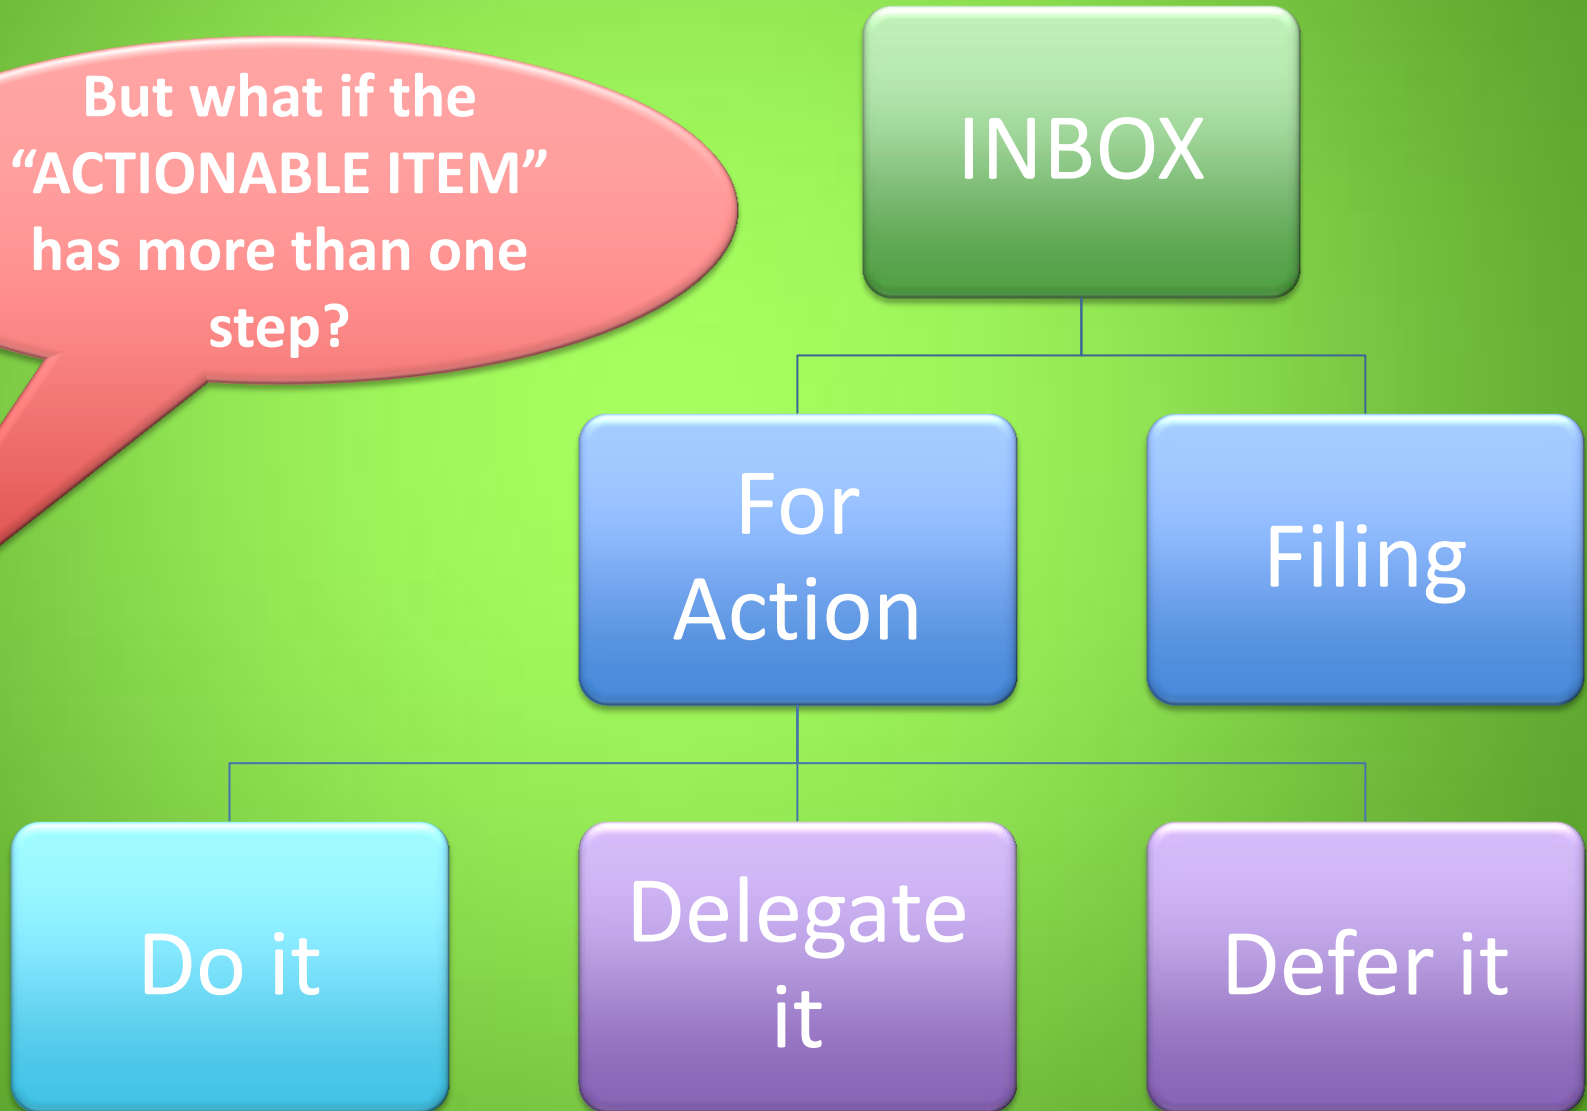 But what if the
“ACTIONABLE ITEM”
has more than one
step?
INBOX
For
Action
Filing
Do it
Delegate
it
Defer it